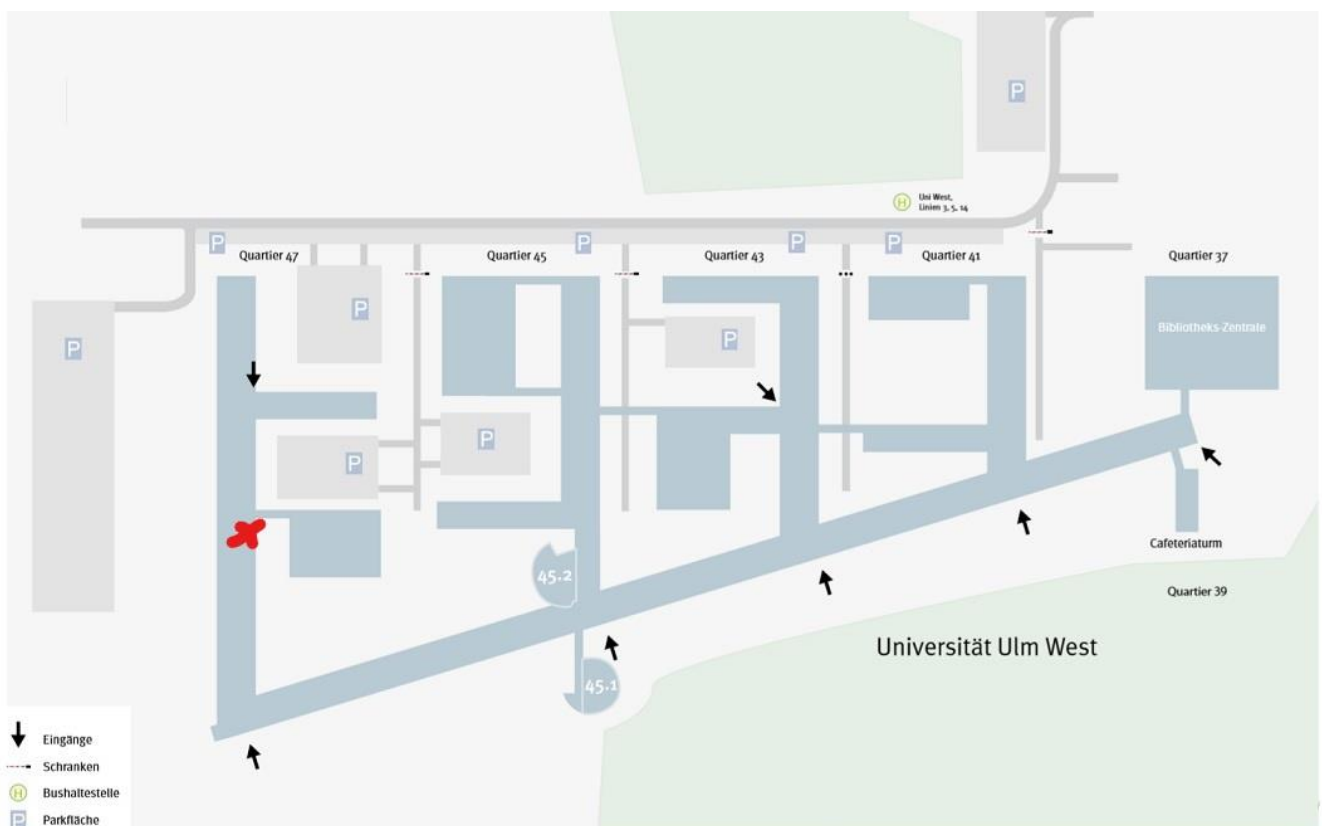 P
Uni West,
Linien 3, 5, 14
P
P
P
P
Quartier 47
Quartier 45
Quartier 43
Quartier 41
Quartier 37
P
P
P
Bibliotheks-Zentrale
P
P
45.2
Cafeteriaturm
Quartier 39
Universität Ulm West
45.1
Eingänge
Schranken
H Bushaltestelle
P Parkfläche